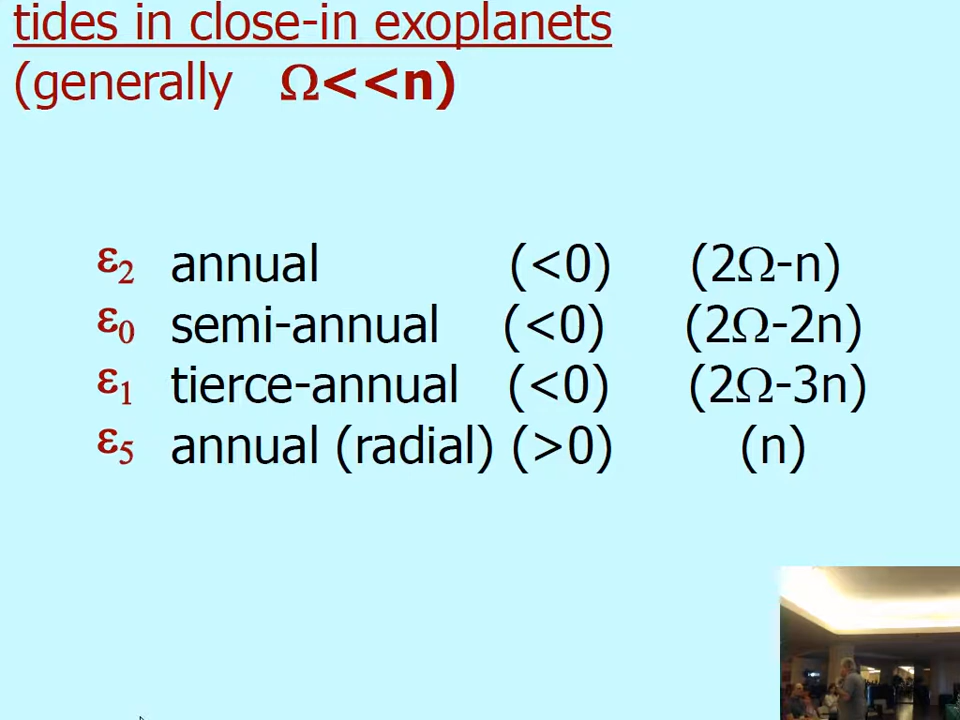 tides in close-in exoplanets
(generally Ω<<n)
ε₂ annual (<0) (2Ω-n)
ε₀ semi-annual (<0) (2Ω-2n)
ε₁ tierce-annual (<0) (2Ω-3n)
ε₅ annual (radial) (>0) (n)